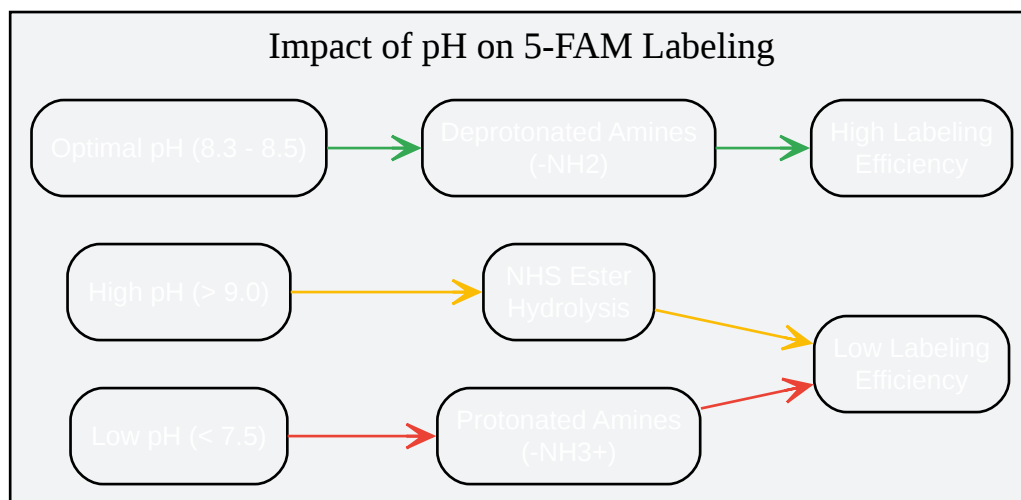 Impact of pH on 5-FAM Labeling
Optimal pH (8.3 - 8.5)
Deprotonated Amines
(-NH2)
High Labeling
Efficiency
High pH (> 9.0)
NHS Ester
Hydrolysis
Low Labeling
Efficiency
Low pH (< 7.5)
Protonated Amines
(-NH3+)